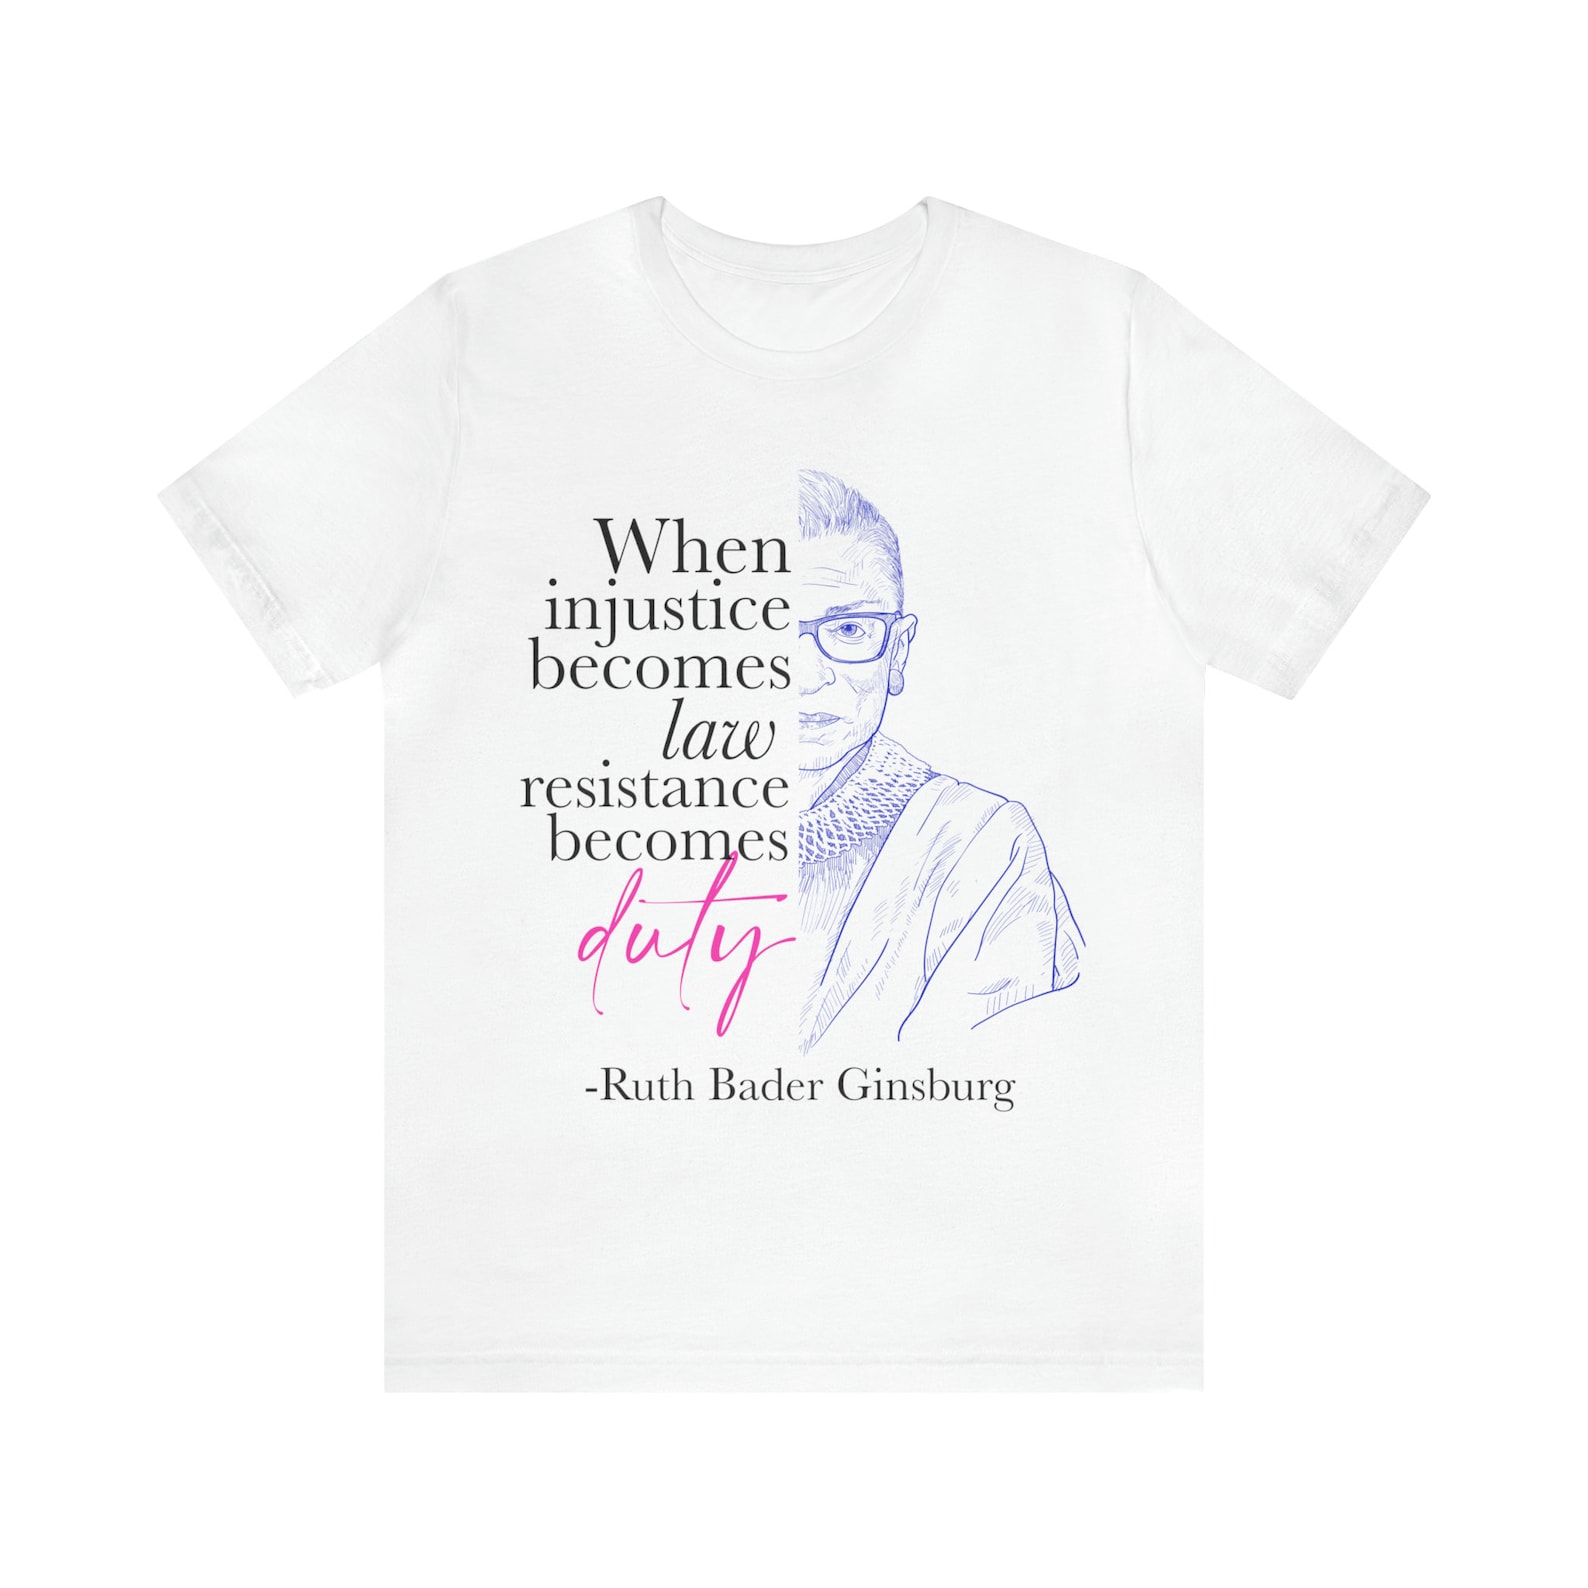 When
injustice
becomes
law
resistance
becomes
duty
-Ruth Bader Ginsburg